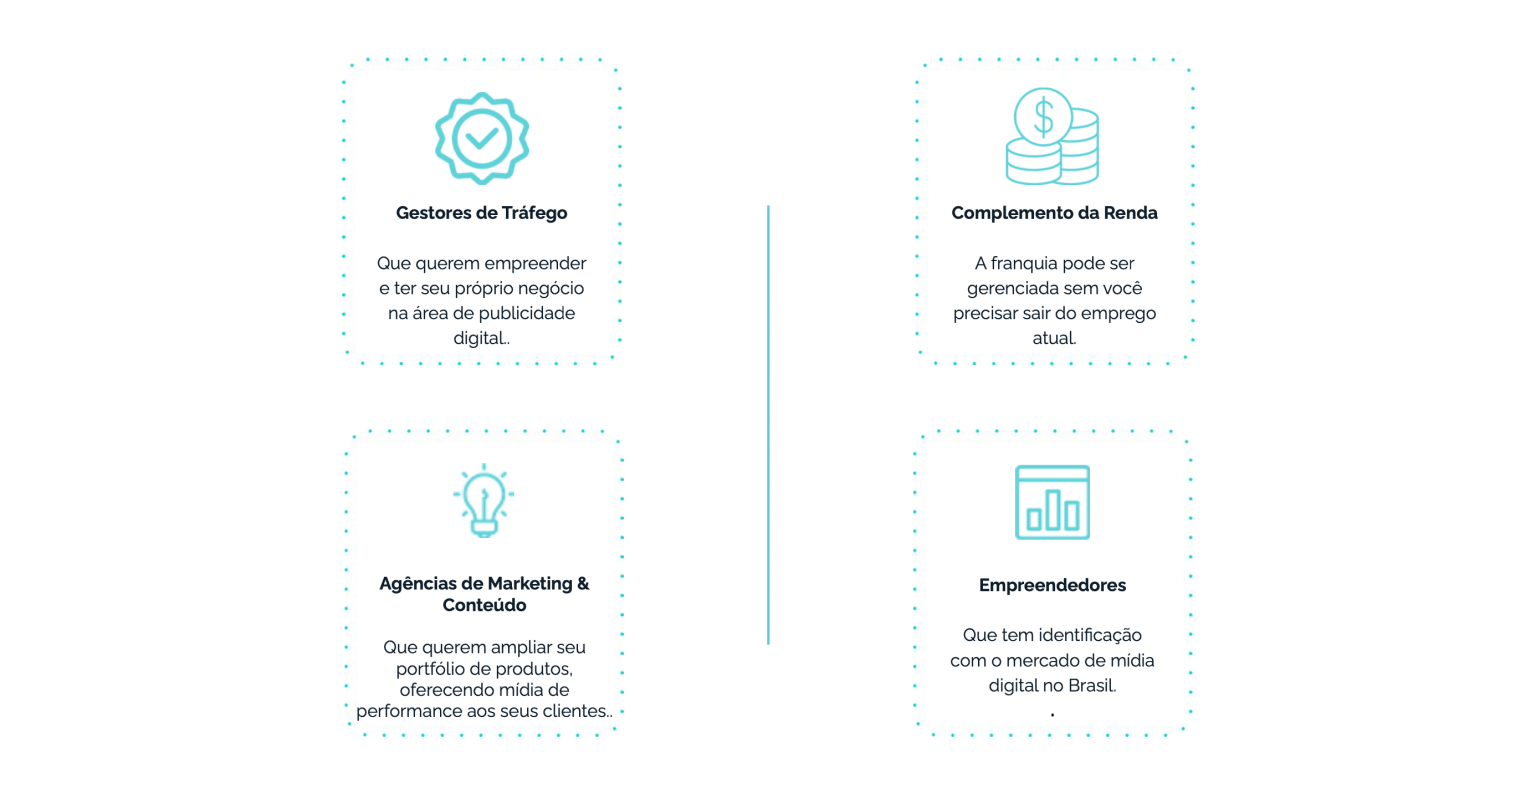 Gestores de Tráfego
Que querem empreender
e ter seu próprio negócio
na área de publicidade
digital..
$
Complemento da Renda
A franquia pode ser
gerenciada sem você
precisar sair do emprego
atual.
Agências de Marketing &
Conteúdo
Que querem ampliar seu
portfólio de produtos,
oferecendo mídia de
performance aos seus clientes..
Empreendedores
Que tem identificação
com o mercado de mídia
digital no Brasil.
.